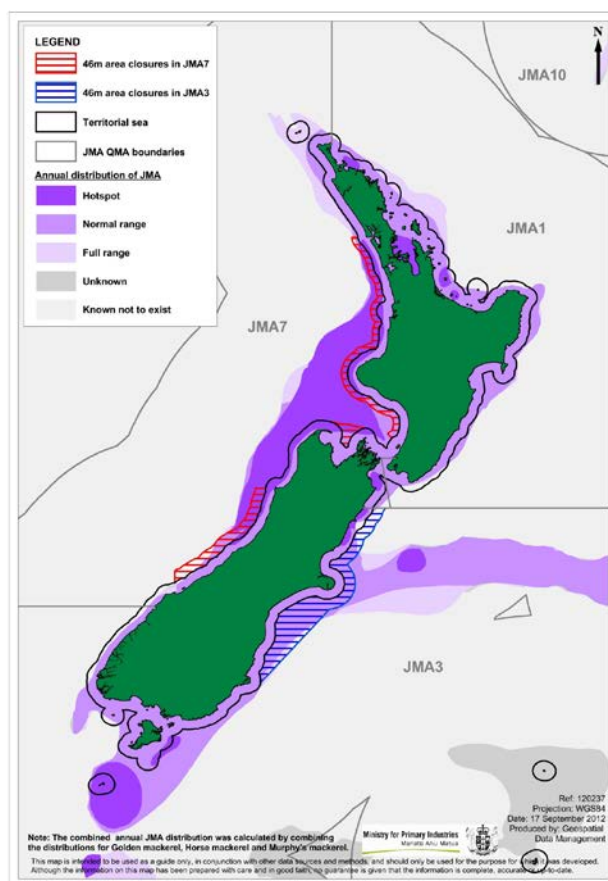 LEGEND
46m area closures in JMA7
46m area closures in JMA3
Territorial sea
JMA QMA boundaries
Annual distribution of JMA
Hotspot
Normal range
Full range
Unknown
Known not to exist
N
JMA10
JMA1
JMA7
JMA3
Ref: 120237
Projection: WGS84
Date: 17 September 2012
Produced by: Geospatial
Data Management
Note: The combined annual JMA distribution was calculated by combining
the distributions for Golden mackerel, Horse mackerel and Murphy's mackerel.
Ministry for Primary Industries
Manatū Ahu Matua
This map is intended to be used as a guide only, in conjunction with other data sources and methods, and should only be used for the purpose for which it was developed.
Although the information on this map has been prepared with care and in good faith, no guarantee is given that the information is complete, accurate or up-to-date.